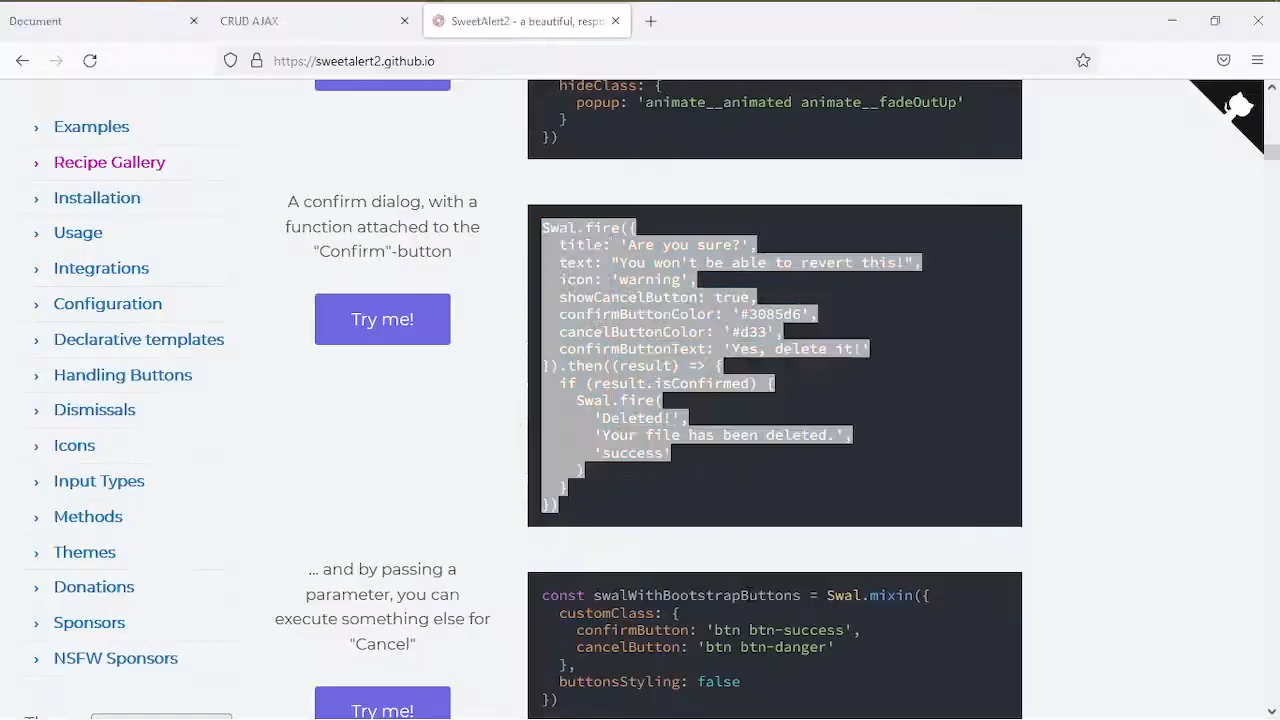 Document
CRUD AJAX
SweetAlert2 - a beautiful, respo
https://sweetalert2.github.io
Examples
Recipe Gallery
Installation
Usage
Integrations
Configuration
Declarative templates
Handling Buttons
Dismissals
Icons
Input Types
Methods
Themes
Donations
Sponsors
NSFW Sponsors
hideClass: {
popup: 'animate__animated animate__fadeOutUp'
}
})
A confirm dialog, with a
function attached to the
"Confirm"-button
Try me!
Swal.fire({
title: 'Are you sure?',
text: "You won't be able to revert this!",
icon: 'warning',
showCancelButton: true,
confirmButtonColor: '#3085d6',
cancelButtonColor: '#d33',
confirmButtonText: 'Yes, delete it!'
}).then((result) => {
if (result.isConfirmed) {
Swal.fire(
'Deleted!',
'Your file has been deleted.',
'success'
)
}
})
... and by passing a
parameter, you can
execute something else for
"Cancel"
Try me!
const swalWithBootstrapButtons = Swal.mixin({
customClass: {
confirmButton: 'btn btn-success',
cancelButton: 'btn btn-danger'
},
buttonsStyling: false
})